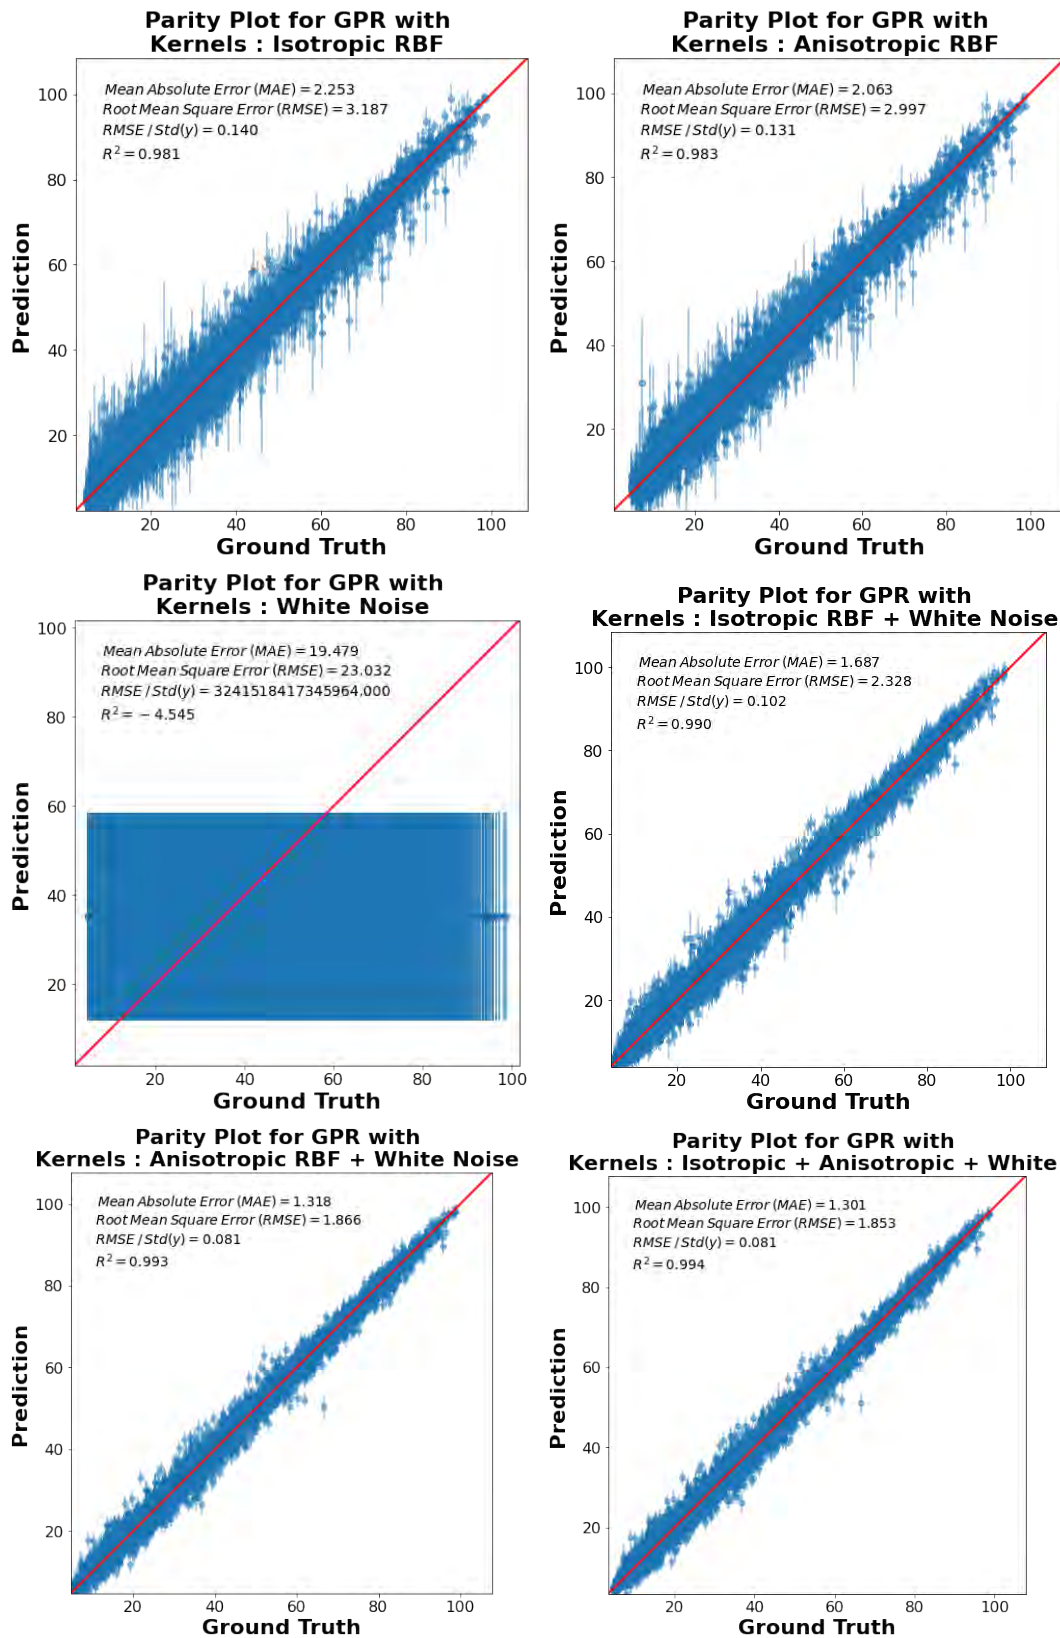 Parity Plot for GPR with
Kernels : Isotropic RBF
Mean Absolute Error (MAE) = 2.253
Root Mean Square Error (RMSE) = 3.187
RMSE / Std(y) = 0.140
R² = 0.981
Prediction
100
80
60
40
20
20 40 60 80 100
Ground Truth
Parity Plot for GPR with
Kernels : Anisotropic RBF
Mean Absolute Error (MAE) = 2.063
Root Mean Square Error (RMSE) = 2.997
RMSE / Std(y) = 0.131
R² = 0.983
Prediction
100
80
60
40
20
20 40 60 80 100
Ground Truth
Parity Plot for GPR with
Kernels : White Noise
Mean Absolute Error (MAE) = 19.479
Root Mean Square Error (RMSE) = 23.032
RMSE / Std(y) = 3241518417345964.000
R² = − 4.545
Prediction
100
80
60
40
20
20 40 60 80 100
Ground Truth
Parity Plot for GPR with
Kernels : Isotropic RBF + White Noise
Mean Absolute Error (MAE) = 1.687
Root Mean Square Error (RMSE) = 2.328
RMSE / Std(y) = 0.102
R² = 0.990
Prediction
100
80
60
40
20
20 40 60 80 100
Ground Truth
Parity Plot for GPR with
Kernels : Anisotropic RBF + White Noise
Mean Absolute Error (MAE) = 1.318
Root Mean Square Error (RMSE) = 1.866
RMSE / Std(y) = 0.081
R² = 0.993
Prediction
100
80
60
40
20
20 40 60 80 100
Ground Truth
Parity Plot for GPR with
Kernels : Isotropic + Anisotropic + White
Mean Absolute Error (MAE) = 1.301
Root Mean Square Error (RMSE) = 1.853
RMSE / Std(y) = 0.081
R² = 0.994
Prediction
100
80
60
40
20
20 40 60 80 100
Ground Truth